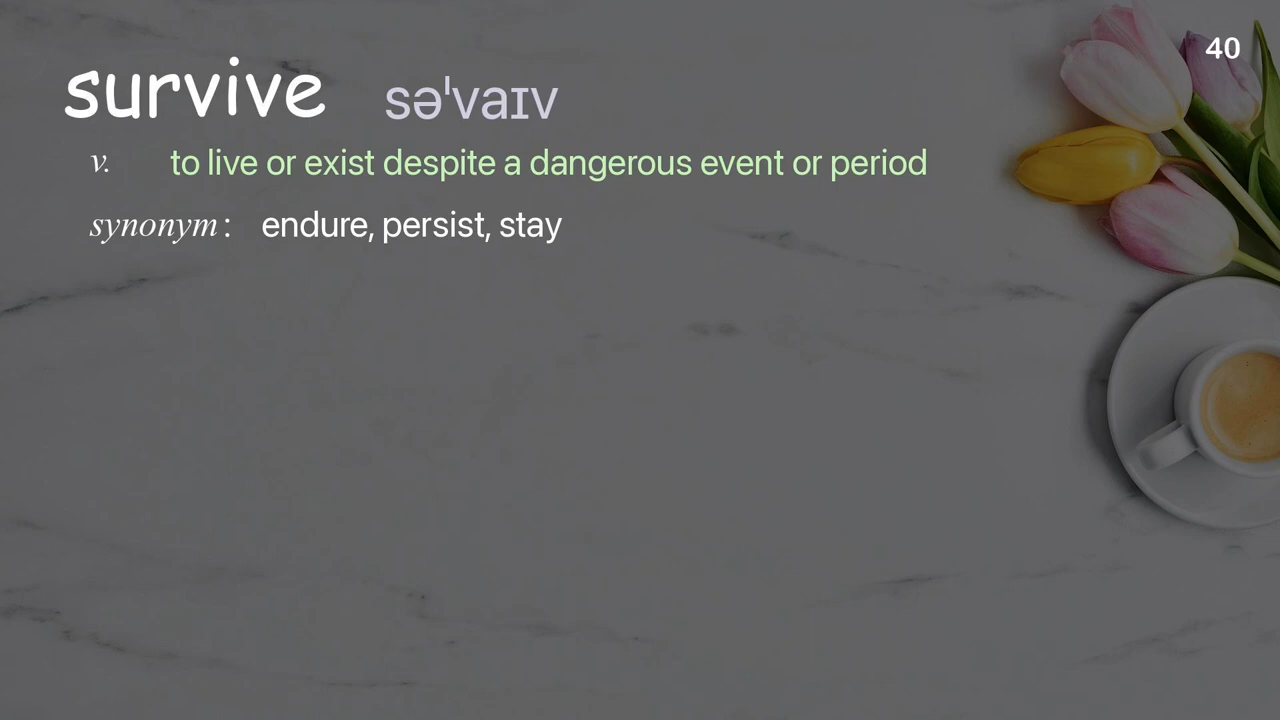 40
survive səˈvaɪv
v. to live or exist despite a dangerous event or period
synonym: endure, persist, stay